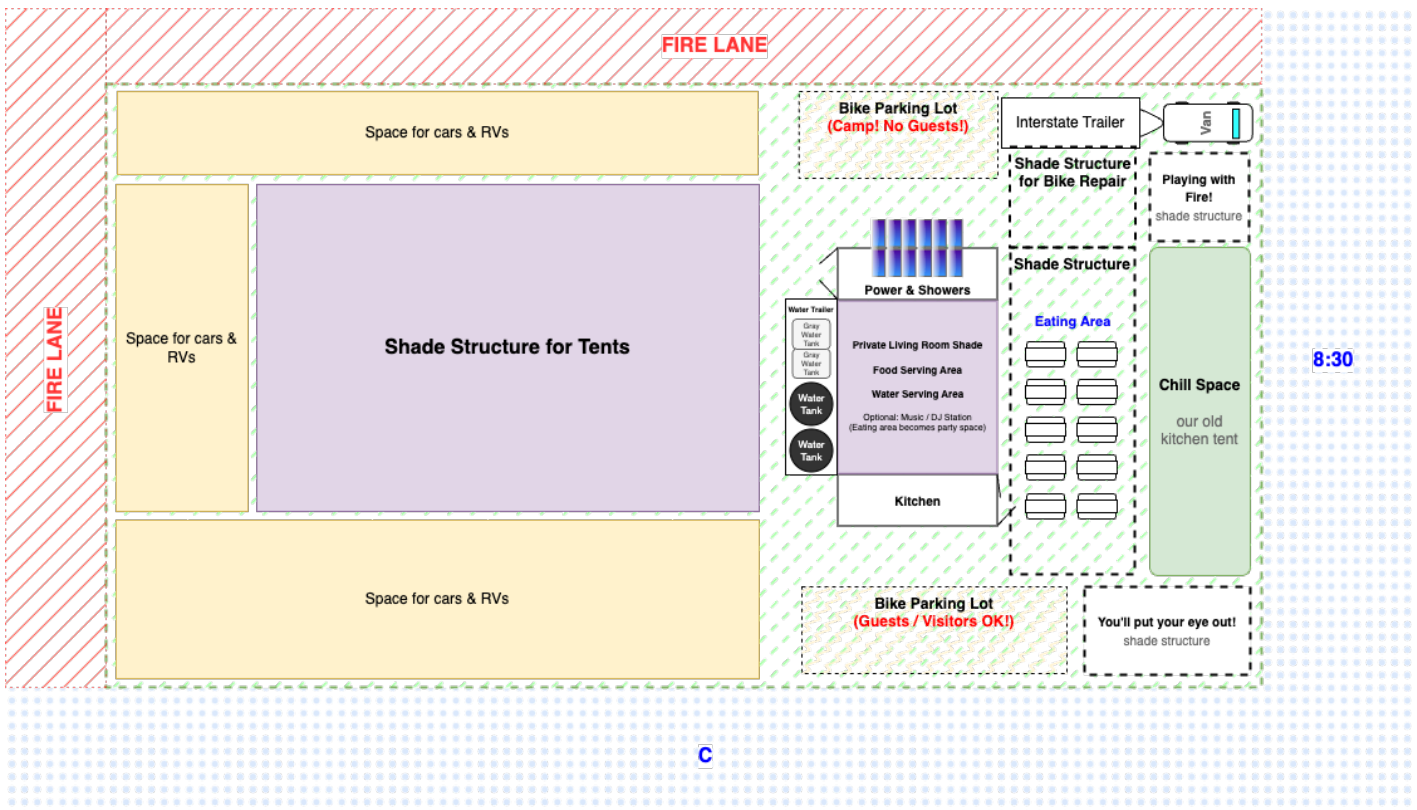 FIRE LANE
FIRE LANE
Space for cars & RVs
Space for cars &
RVs
Shade Structure for Tents
Space for cars & RVs
Bike Parking Lot
(Camp! No Guests!)
Interstate Trailer
Van
Shade Structure
for Bike Repair
Playing with
Fire!
shade structure
Power & Showers
Water Trailer
Gray
Water
Tank
Gray
Water
Tank
Water
Tank
Water
Tank
Private Living Room Shade
Food Serving Area
Water Serving Area
Optional: Music / DJ Station
(Eating area becomes party space)
Kitchen
Shade Structure
Eating Area
Chill Space
our old
kitchen tent
Bike Parking Lot
(Guests / Visitors OK!)
You'll put your eye out!
shade structure
8:30
C